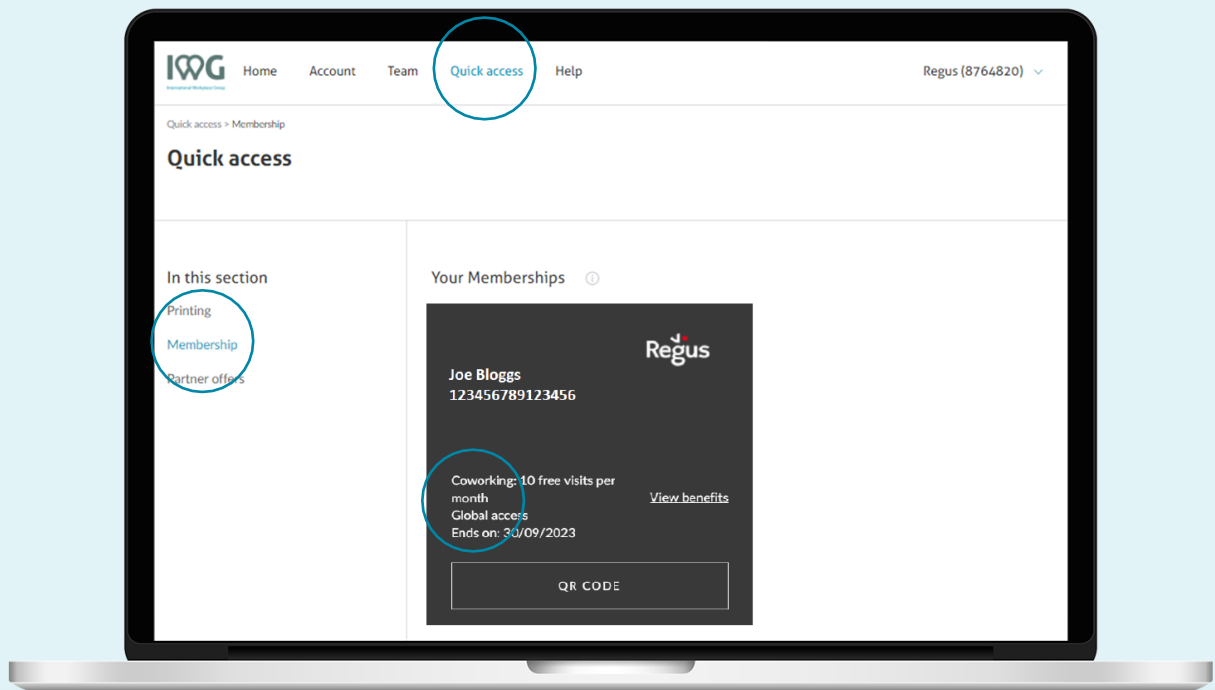 IWG
International Workplace Group
Home Account Team Quick access Help
Regus (8764820)
Quick access > Membership
Quick access
In this section
Printing
Membership
Partner offers
Your Memberships
Regus
Joe Bloggs
123456789123456
Coworking: 10 free visits per
month
Global access
Ends on: 30/09/2023
View benefits
QR CODE